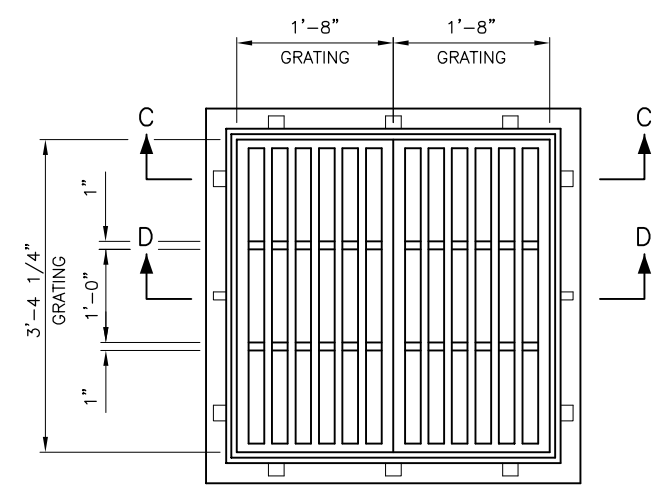 1'-8" 1'-8"
GRATING GRATING
C C
1"
D D
3'-4 1/4"
GRATING
1'-0"
1"